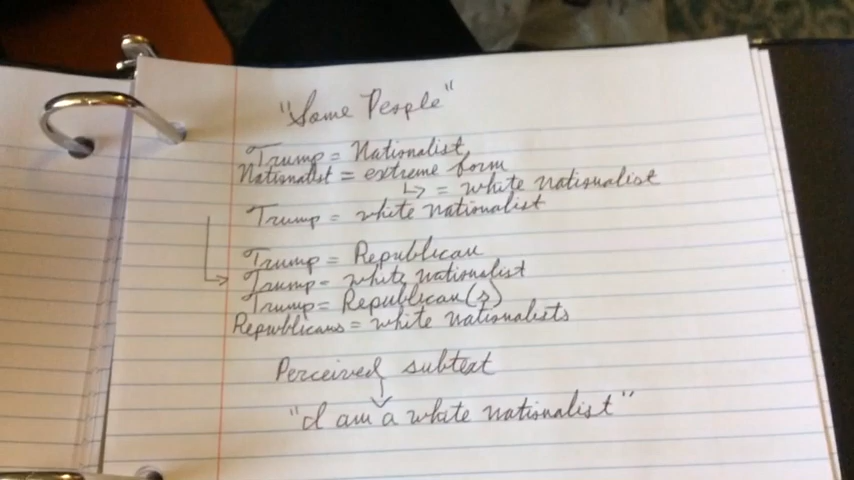 "Some People"
Trump = Nationalist
Nationalist = extreme form
↳ = white nationalist
Trump = white nationalist
Trump = Republican
Trump = white nationalist
Trump = Republican(s)
Republicans = white nationalists
Perceived subtext
"I am a white nationalist"